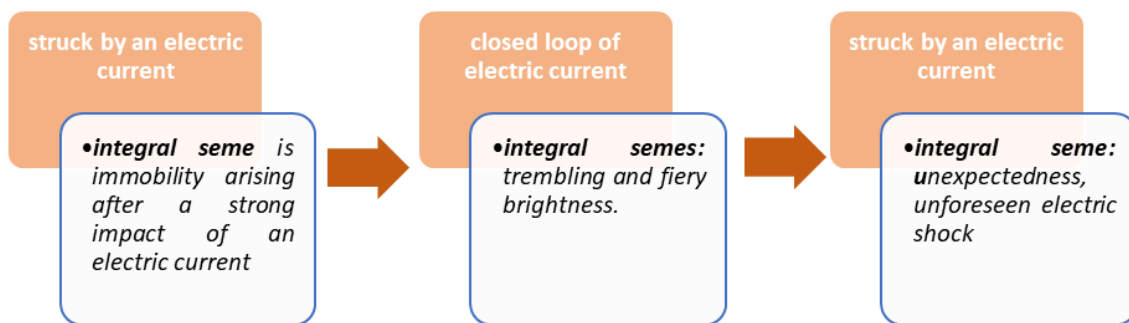 struck by an electric
current
•integral seme is
immobility arising
after a strong
impact of an
electric current
closed loop of
electric current
•integral semes:
trembling and fiery
brightness.
struck by an electric
current
•integral seme:
unexpectedness,
unforeseen electric
shock